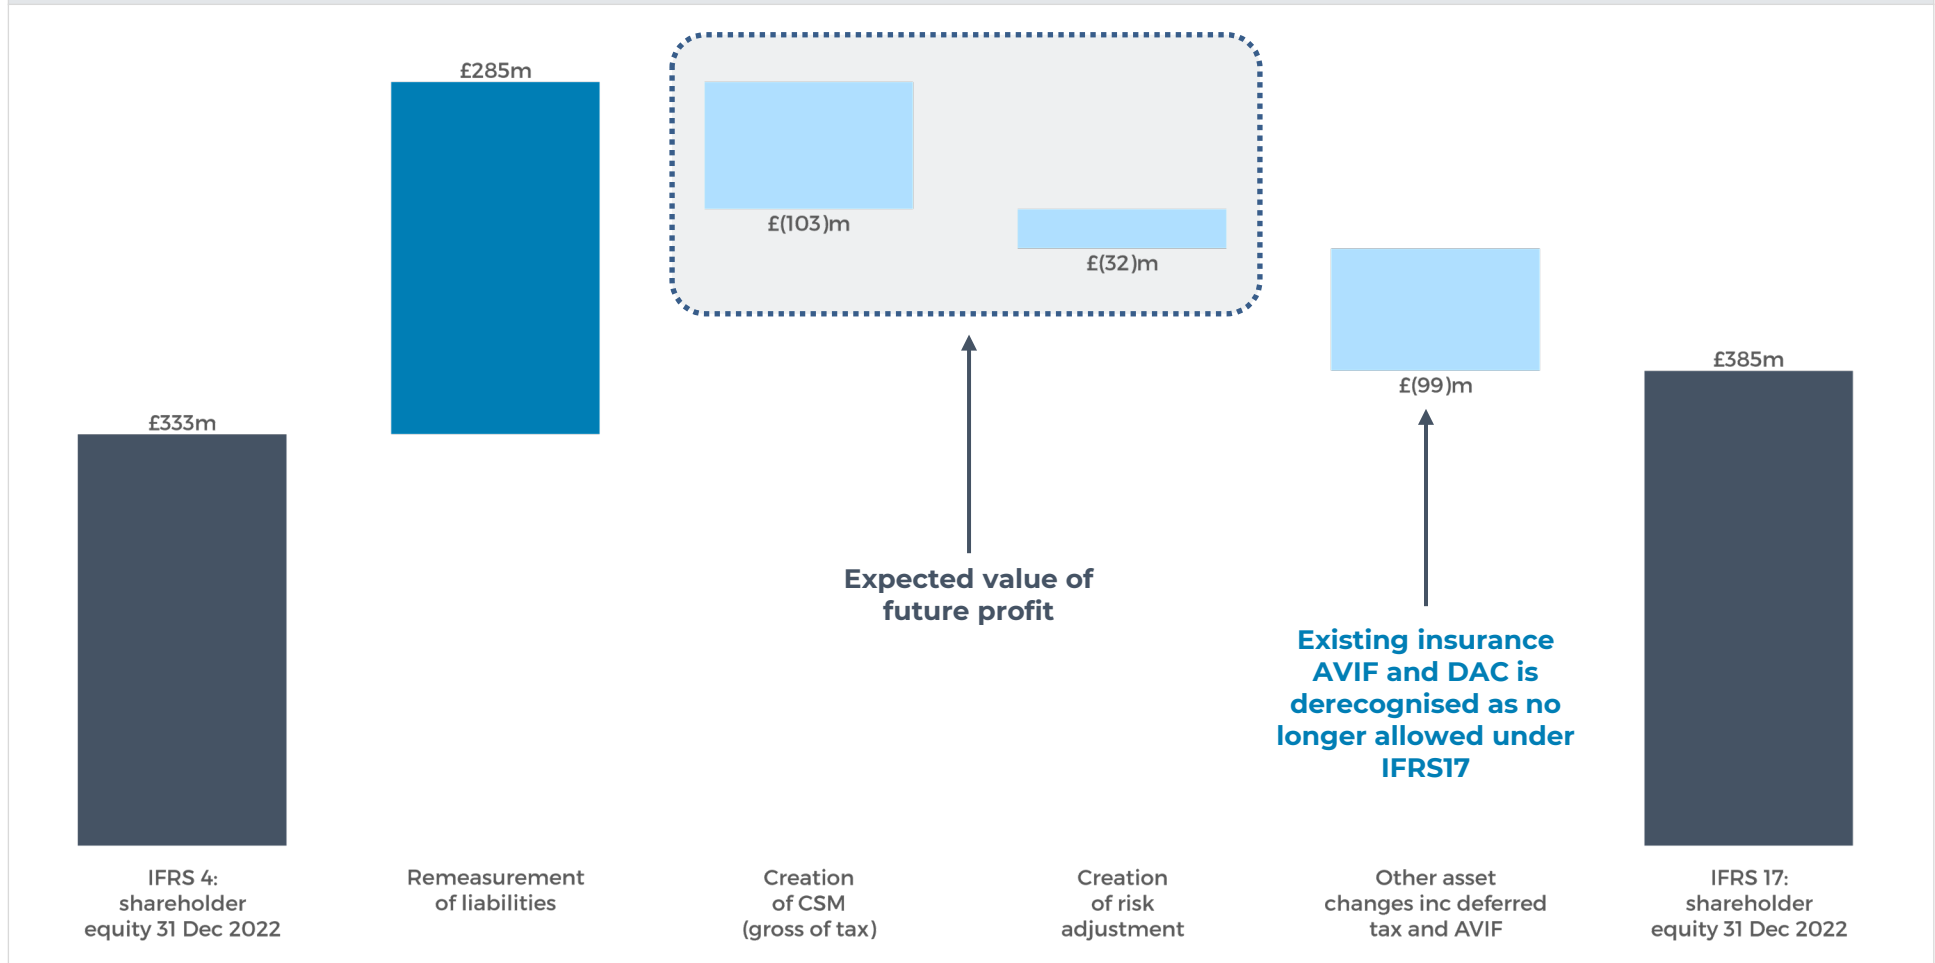 £285m
£(103)m
£(32)m
£385m
£(99)m
£333m
Expected value of
future profit
Existing insurance
AVIF and DAC is
derecognised as no
longer allowed under
IFRS17
IFRS 4:
shareholder
equity 31 Dec 2022
Remeasurement
of liabilities
Creation
of CSM
(gross of tax)
Creation
of risk
adjustment
Other asset
changes inc deferred
tax and AVIF
IFRS 17:
shareholder
equity 31 Dec 2022